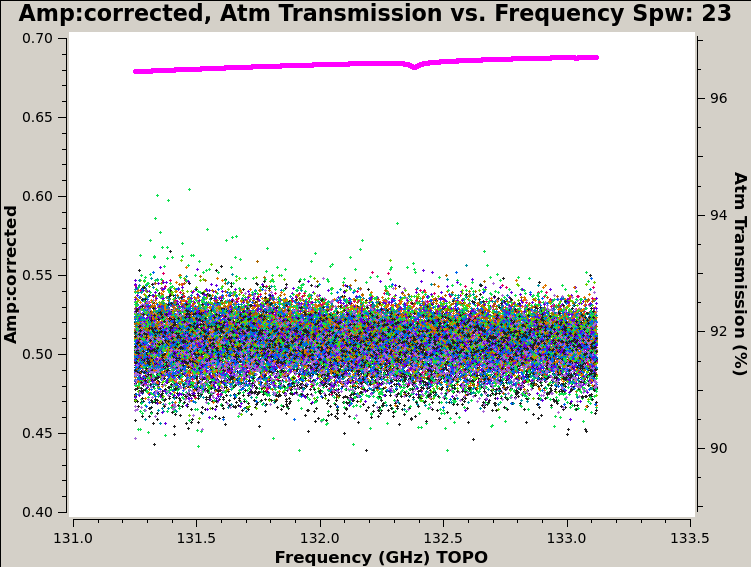 Amp:corrected, Atm Transmission vs. Frequency Spw: 23
0.70
0.65
0.60
0.55
0.50
0.45
0.40
Amp:corrected
96
94
92
90
Atm Transmission (%)
131.0 131.5 132.0 132.5 133.0 133.5
Frequency (GHz) TOPO